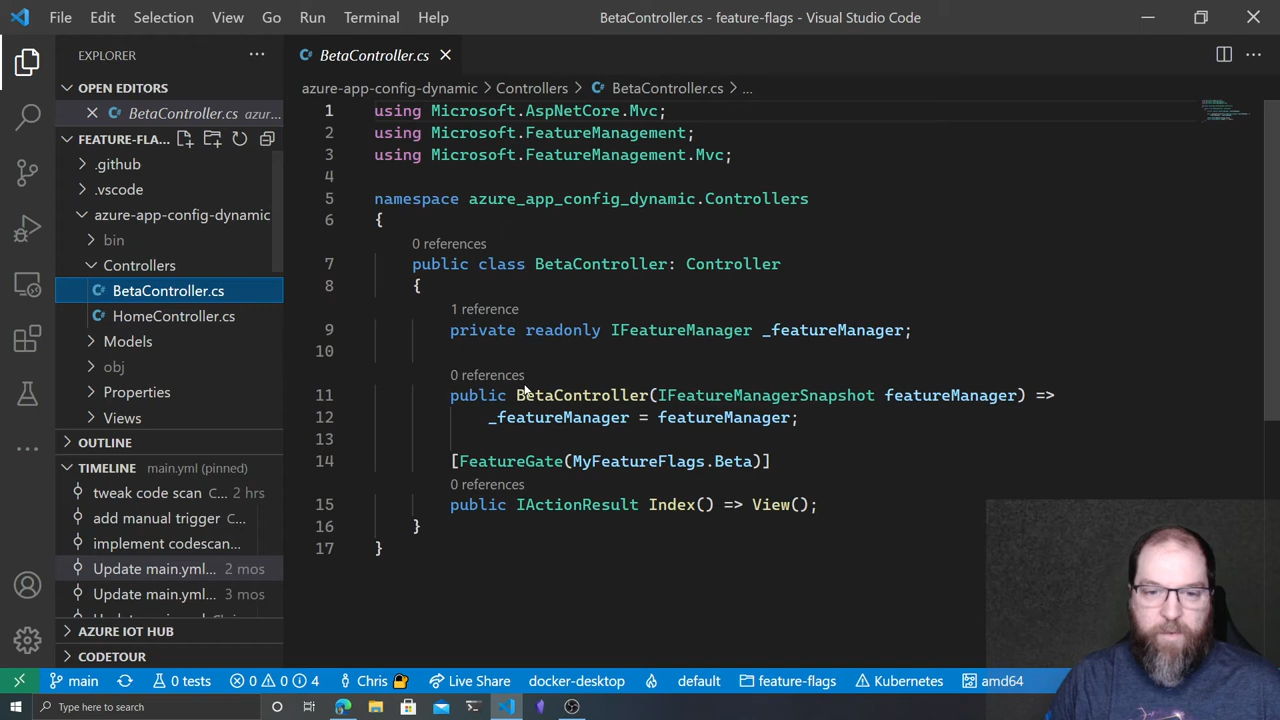 File Edit Selection View Go Run Terminal Help
BetaController.cs - feature-flags - Visual Studio Code
EXPLORER
OPEN EDITORS
BetaController.cs azur...
FEATURE-FLA...
.github
.vscode
azure-app-config-dynamic
bin
Controllers
BetaController.cs
HomeController.cs
Models
obj
Properties
Views
OUTLINE
TIMELINE main.yml (pinned)
tweak code scan C... 2 hrs
add manual trigger C...
implement codescan...
Update main.yml... 2 mos
Update main.yml... 3 mos
AZURE IOT HUB
CODETOUR
BetaController.cs
azure-app-config-dynamic > Controllers > BetaController.cs > ...
1 using Microsoft.AspNetCore.Mvc;
2 using Microsoft.FeatureManagement;
3 using Microsoft.FeatureManagement.Mvc;
4
5 namespace azure_app_config_dynamic.Controllers
6 {
0 references
7 public class BetaController: Controller
8 {
1 reference
9 private readonly IFeatureManager _featureManager;
10
0 references
11 public BetaController(IFeatureManagerSnapshot featureManager) =>
12 _featureManager = featureManager;
13
14 [FeatureGate(MyFeatureFlags.Beta)]
0 references
15 public IActionResult Index() => View();
16 }
17 }
main 0 tests 0 0 4 Chris Live Share docker-desktop default feature-flags Kubernetes amd64
Type here to search